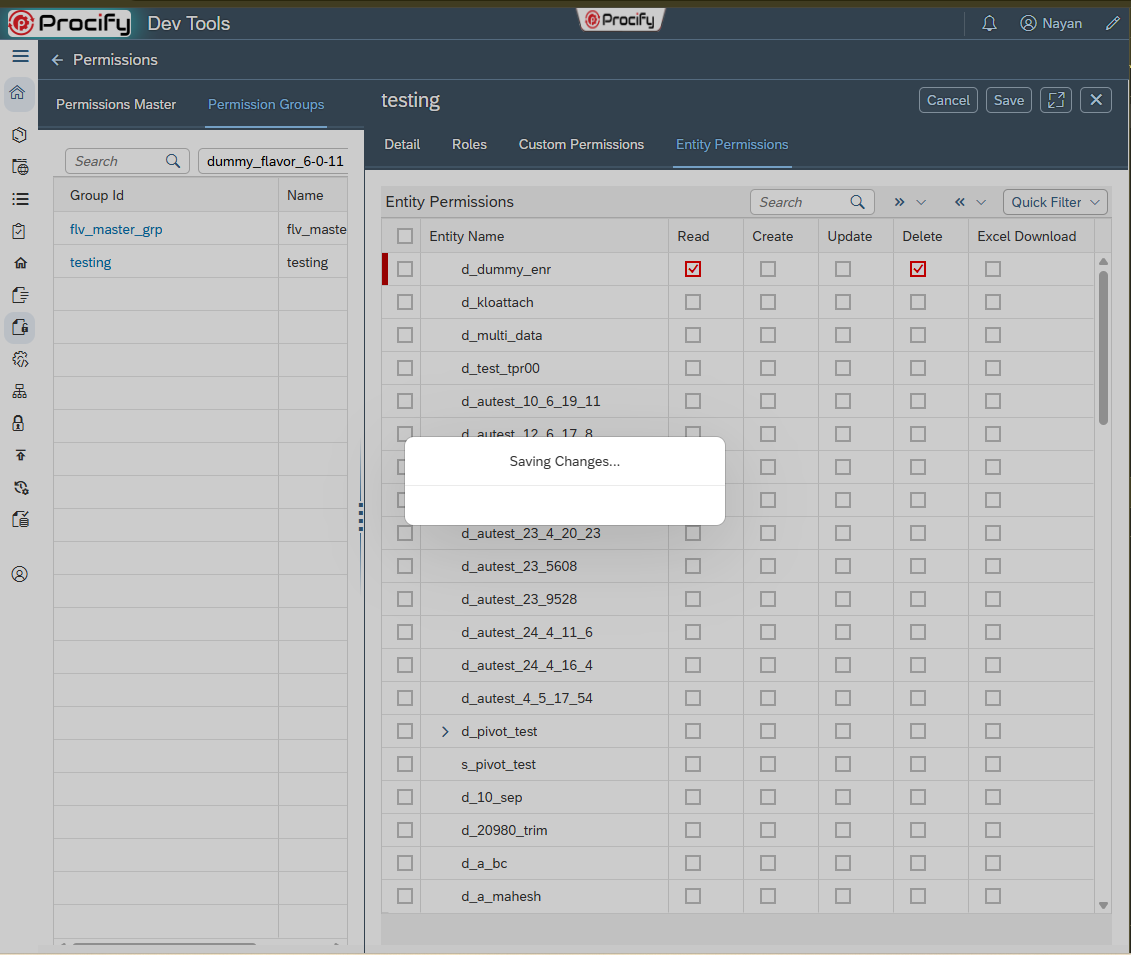 Procify Dev Tools
Procify
Nayan
Permissions
Permissions Master
Permission Groups
Search
dummy_flavor_6-0-11
Group Id Name
flv_master_grp flv_maste
testing testing
testing
Cancel Save
Detail Roles Custom Permissions Entity Permissions
Entity Permissions
Search
Quick Filter
Entity Name Read Create Update Delete Excel Download
d_dummy_enr
d_kloattach
d_multi_data
d_test_tpr00
d_autest_10_6_19_11
d_autest_12_6_17_8
Saving Changes...
d_autest_23_4_20_23
d_autest_23_5608
d_autest_23_9528
d_autest_24_4_11_6
d_autest_24_4_16_4
d_autest_4_5_17_54
d_pivot_test
s_pivot_test
d_10_sep
d_20980_trim
d_a_bc
d_a_mahesh